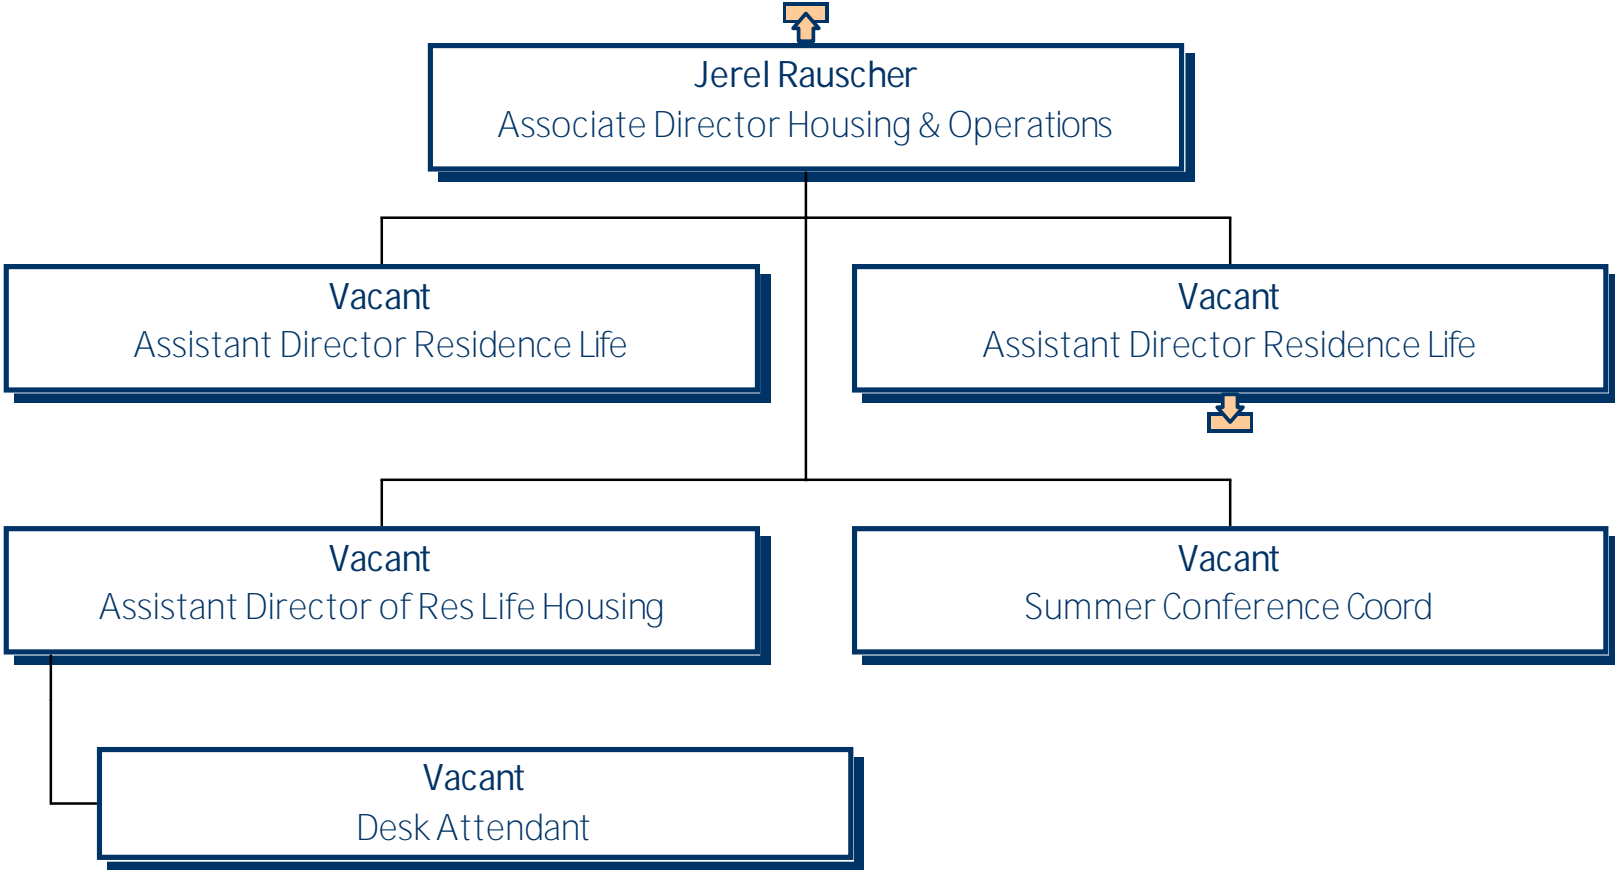 Jerel Rauscher
Associate Director Housing & Operations
Vacant
Assistant Director Residence Life
Vacant
Assistant Director Residence Life
Vacant
Assistant Director of Res Life Housing
Vacant
Summer Conference Coord
Vacant
Desk Attendant